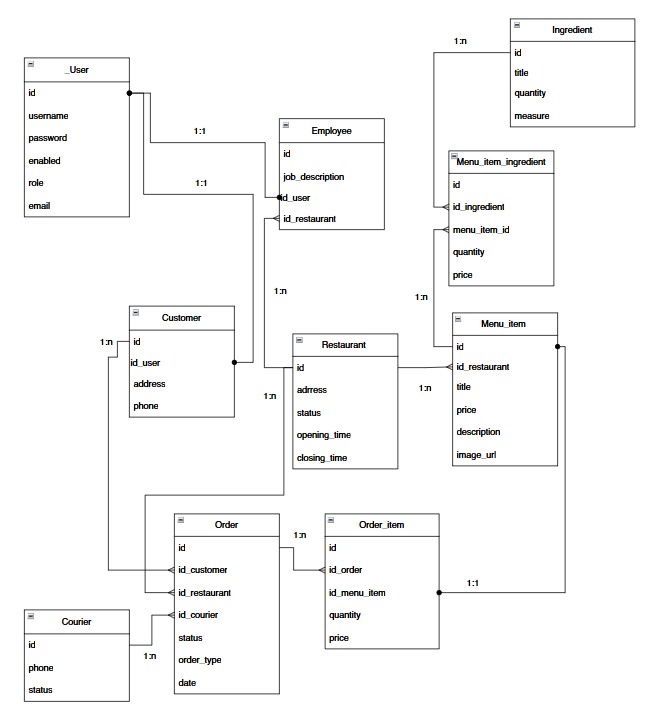 _User
id
username
password
enabled
role
email
1:1
1:1
Employee
id
job_description
id_user
id_restaurant
1:n
Ingredient
id
title
quantity
measure
1:n
Menu_item_ingredient
id
id_ingredient
menu_item_id
quantity
price
1:n
Customer
id
id_user
address
phone
1:n
Restaurant
id
adrress
status
opening_time
closing_time
1:n
1:n
Menu_item
id
id_restaurant
title
price
description
image_url
Order
id
id_customer
id_restaurant
id_courier
status
order_type
date
1:n
Order_item
id
id_order
id_menu_item
quantity
price
1:1
Courier
id
phone
status
1:n